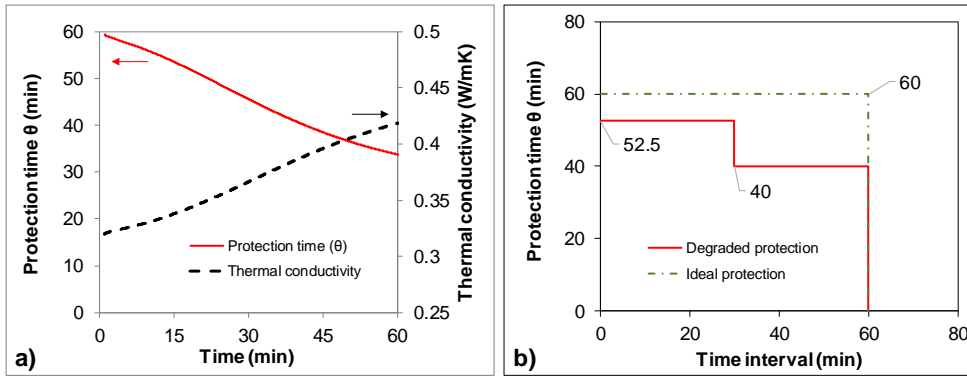 Protection time θ (min)
60
50
40
30
20
10
0
0
15
30
45
60
Time (min)
0.5
0.45
0.4
0.35
0.3
0.25
Thermal conductivity (W/mK)
Protection time (θ)
Thermal conductivity
a)
Protection time θ (min)
80
60
40
20
0
0
20
40
60
80
Time interval (min)
60
52.5
40
Degraded protection
Ideal protection
b)